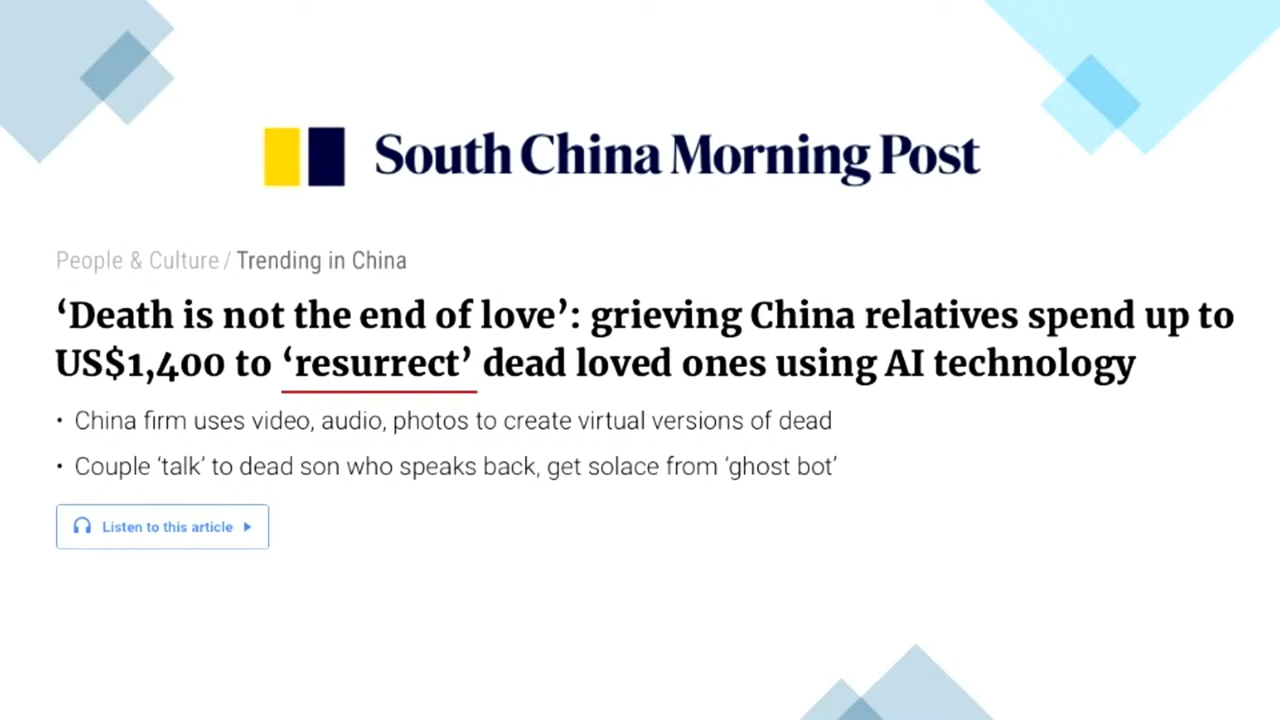 South China Morning Post
People & Culture / Trending in China
‘Death is not the end of love’: grieving China relatives spend up to
US$1,400 to ‘resurrect’ dead loved ones using AI technology
• China firm uses video, audio, photos to create virtual versions of dead
• Couple ‘talk’ to dead son who speaks back, get solace from ‘ghost bot’
Listen to this article